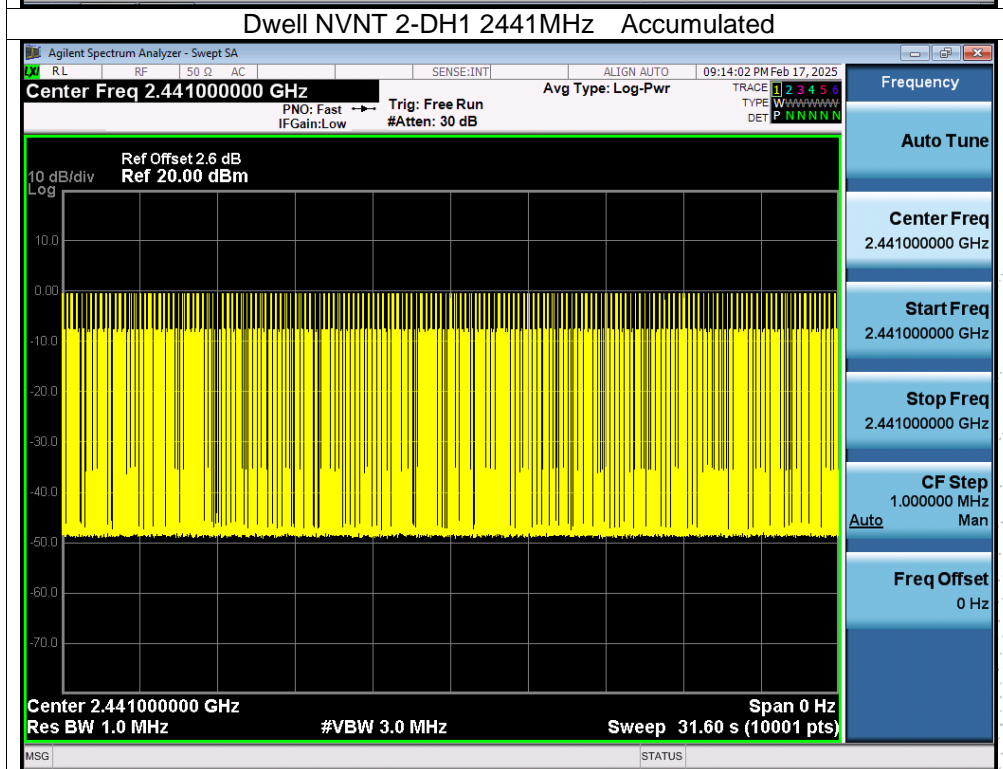 Dwell NVNT 2-DH1 2441MHz Accumulated
Agilent Spectrum Analyzer - Swept SA
LXI RL RF 50 Ω AC SENSE:INT ALIGN AUTO 09:14:02 PM Feb 17, 2025
Center Freq 2.441000000 GHz
PNO: Fast
IFGain:Low
Trig: Free Run
#Atten: 30 dB
Avg Type: Log-Pwr
TRACE 1 2 3 4 5 6
TYPE WWWWWW
DET P N N N N N
Ref Offset 2.6 dB
10 dB/div Ref 20.00 dBm
Log
10.0
0.00
-10.0
-20.0
-30.0
-40.0
-50.0
-60.0
-70.0
Center 2.441000000 GHz Span 0 Hz
Res BW 1.0 MHz #VBW 3.0 MHz Sweep 31.60 s (10001 pts)
MSG STATUS
Frequency
Auto Tune
Center Freq
2.441000000 GHz
Start Freq
2.441000000 GHz
Stop Freq
2.441000000 GHz
CF Step
1.000000 MHz
Auto Man
Freq Offset
0 Hz